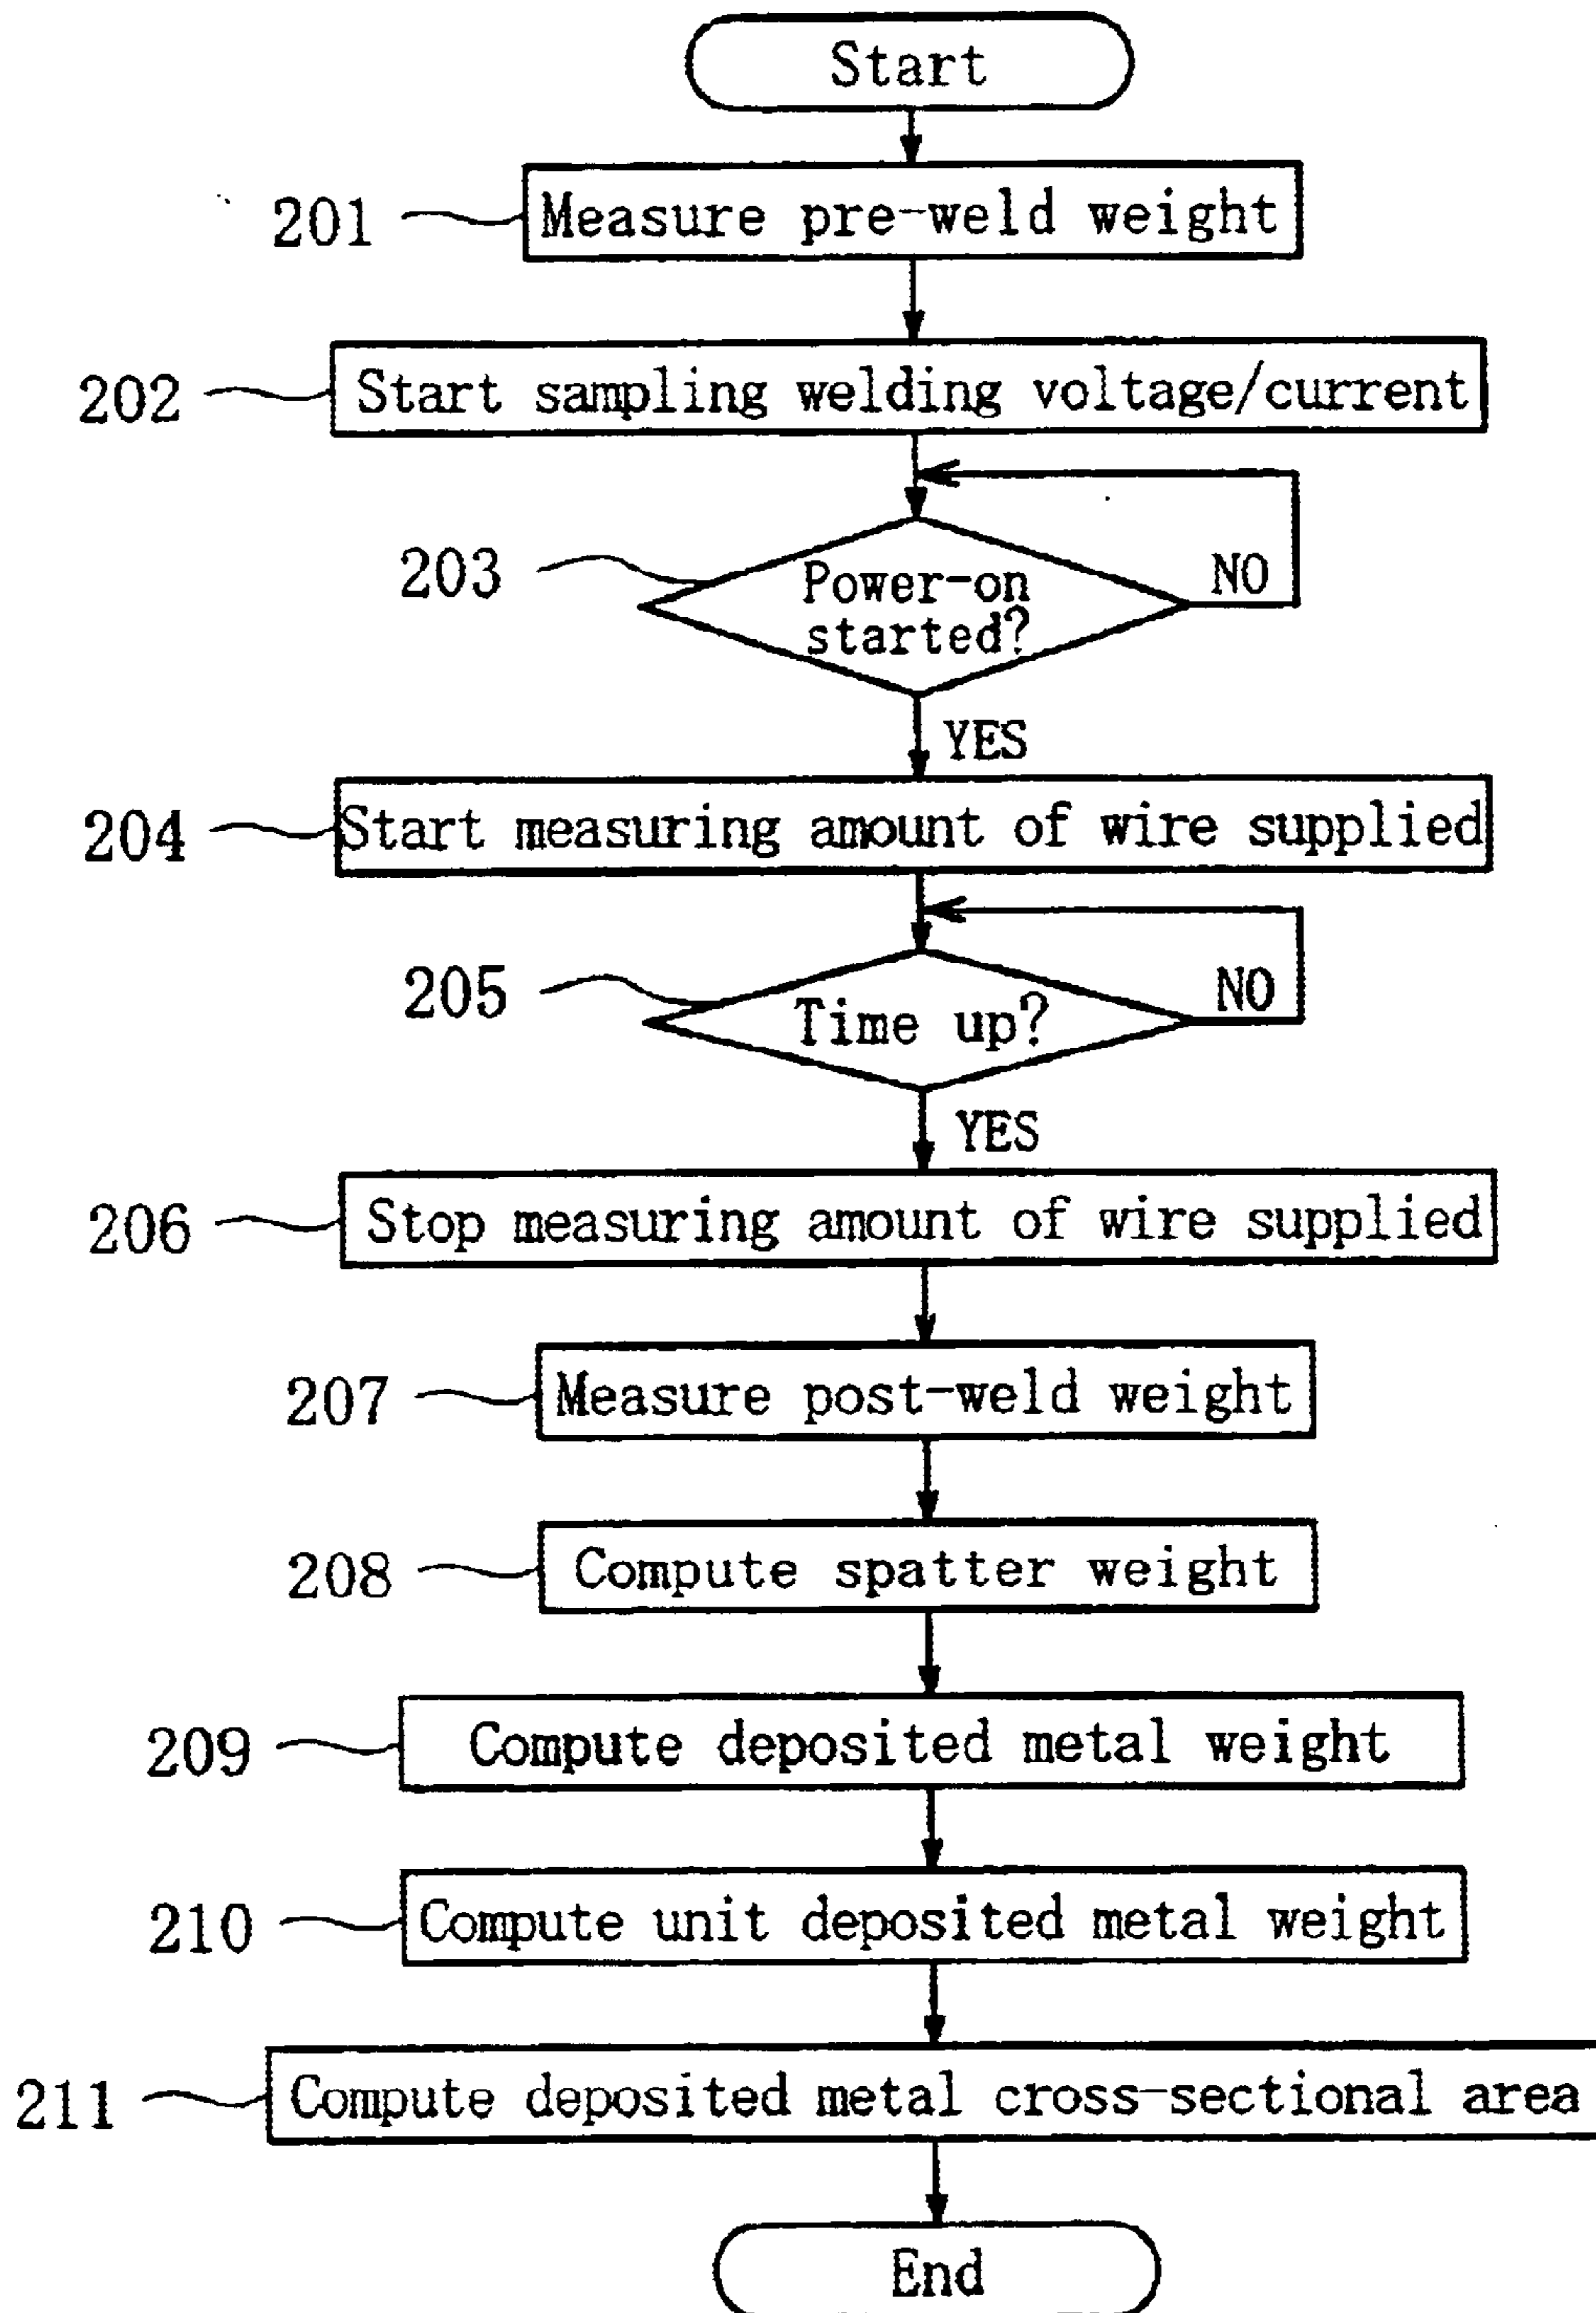 Start
201
Measure pre-weld weight
202
Start sampling welding voltage/current
203
Power-on
started?
NO
YES
204
Start measuring amount of wire supplied
205
Time up?
NO
YES
206
Stop measuring amount of wire supplied
207
Measure post-weld weight
208
Compute spatter weight
209
Compute deposited metal weight
210
Compute unit deposited metal weight
211
Compute deposited metal cross-sectional area
End